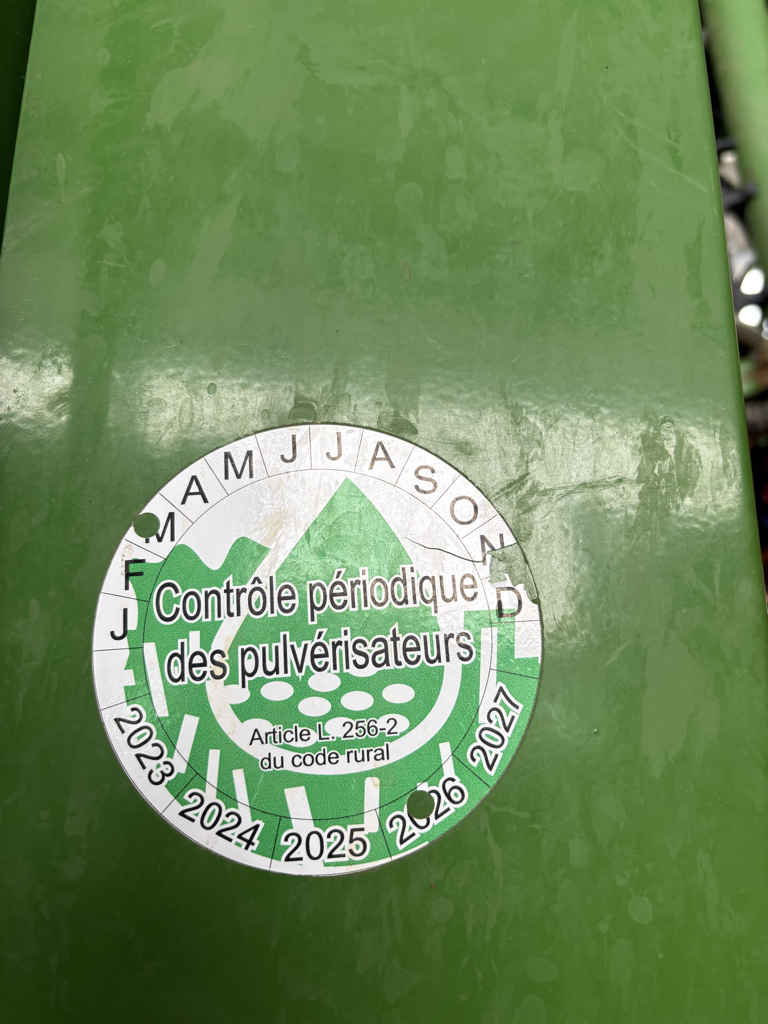 J F M A M J J A S O N D
Contrôle périodique
des pulvérisateurs
Article L. 256-2
du code rural
2023 2024 2025 2026 2027